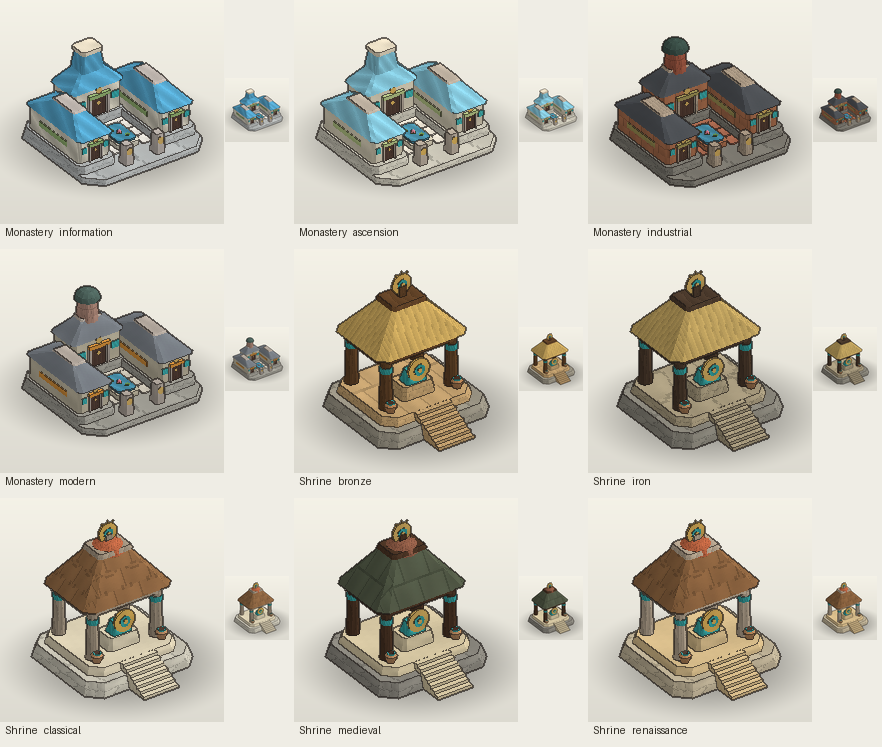 Monastery information
Monastery ascension
Monastery industrial
Monastery modern
Shrine bronze
Shrine iron
Shrine classical
Shrine medieval
Shrine renaissance